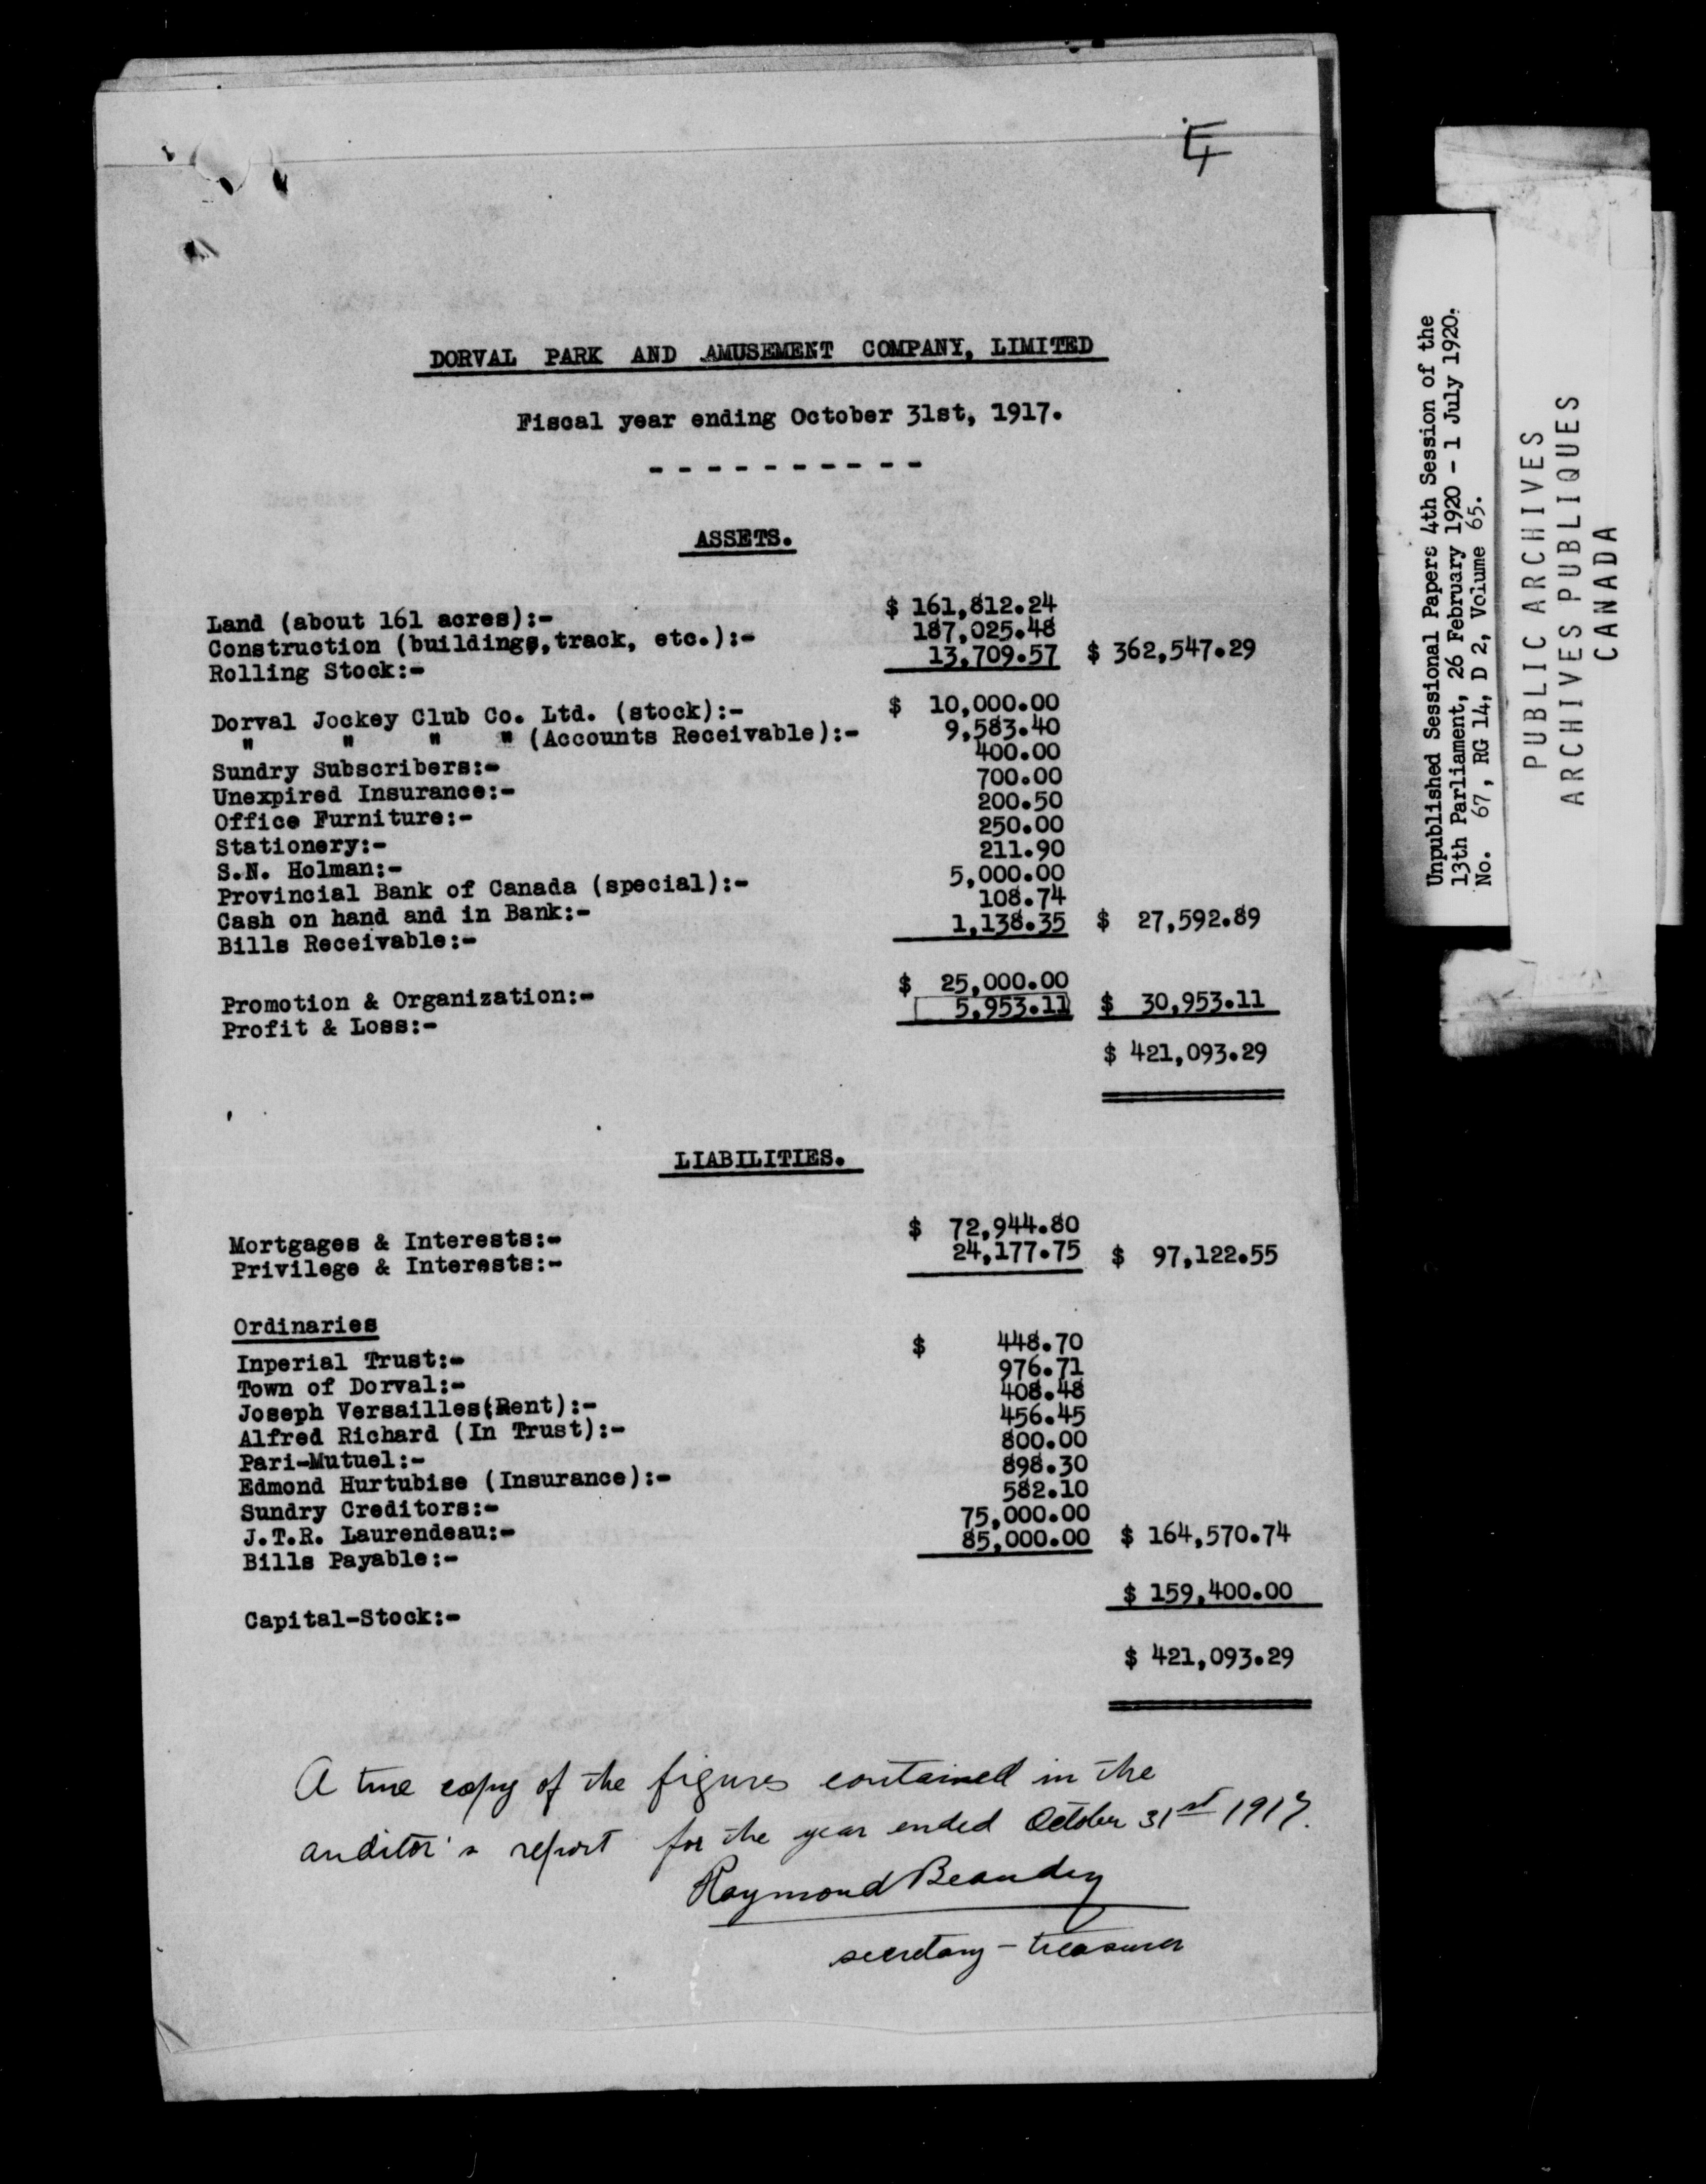 DORVAL PARK AND AMUSEMENT COMPANY, LIMITED
Fiscal year ending October 31st, 1917.
- - - - - - - - - -
ASSETS.
Land (about 161 acres):- $ 161,812.24
Construction (buildings,track, etc.):- 187,025.48
Rolling Stock:- 13,709.57 $ 362,547.29
Dorval Jockey Club Co. Ltd. (stock):- $ 10,000.00
" " " " (Accounts Receivable):- 9,583.40
Sundry Subscribers:- 400.00
Unexpired Insurance:- 700.00
Office Furniture:- 200.50
Stationery:- 250.00
S.N. Holman:- 211.90
Provincial Bank of Canada (special):- 5,000.00
Cash on hand and in Bank:- 108.74
Bills Receivable:- 1,138.35 $ 27,592.89
Promotion & Organization:- $ 25,000.00
Profit & Loss:- 5,953.11 $ 30,953.11
$ 421,093.29
LIABILITIES.
Mortgages & Interests:- $ 72,944.80
Privilege & Interests:- 24,177.75 $ 97,122.55
Ordinaries
Inperial Trust:- $ 448.70
Town of Dorval:- 976.71
Joseph Versailles(Rent):- 408.48
Alfred Richard (In Trust):- 456.45
Pari-Mutuel:- 800.00
Edmond Hurtubise (Insurance):- 898.30
Sundry Creditors:- 582.10
J.T.R. Laurendeau:- 75,000.00
Bills Payable:- 85,000.00 $ 164,570.74
Capital-Stock:- $ 159,400.00
$ 421,093.29
A true copy of the figures contained in the
auditor's report for the year ended October 31st 1917.
Raymond Beaudry
secretary - treasurer
Unpublished Sessional Papers 4th Session of the
13th Parliament, 26 February 1920 - 1 July 1920.
No. 67, RG 14, D 2, Volume 65.
PUBLIC ARCHIVES
ARCHIVES PUBLIQUES
CANADA